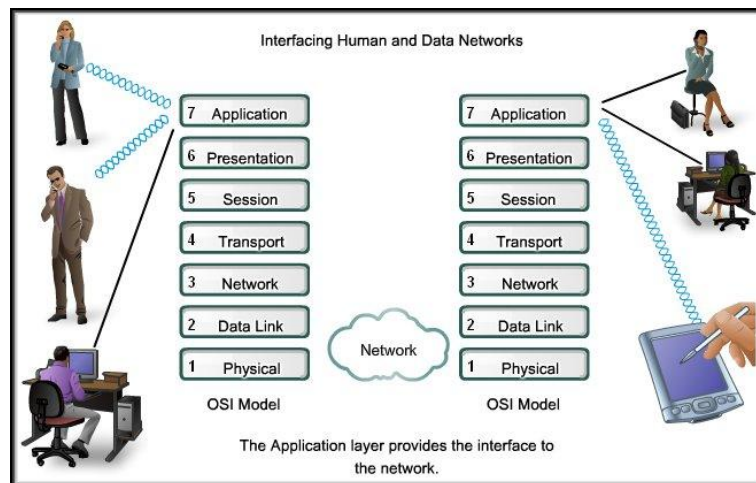 Interfacing Human and Data Networks
7 Application
6 Presentation
5 Session
4 Transport
3 Network
2 Data Link
1 Physical
OSI Model
Network
7 Application
6 Presentation
5 Session
4 Transport
3 Network
2 Data Link
1 Physical
OSI Model
The Application layer provides the interface to
the network.